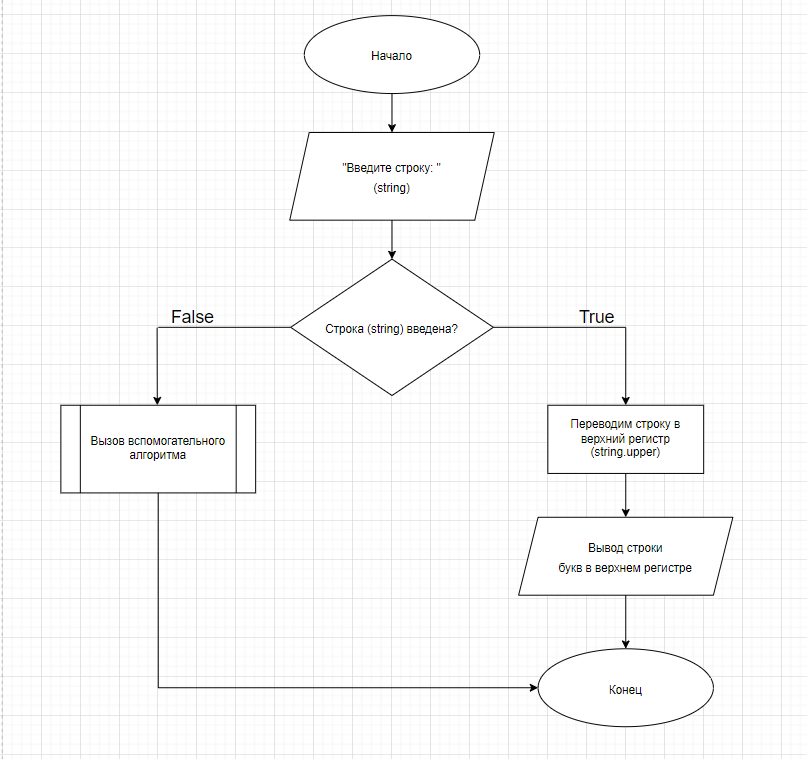 Начало
"Введите строку: "
(string)
False
True
Строка (string) введена?
Вызов вспомогательного
алгоритма
Переводим строку в
верхний регистр
(string.upper)
Вывод строки
букв в верхнем регистре
Конец